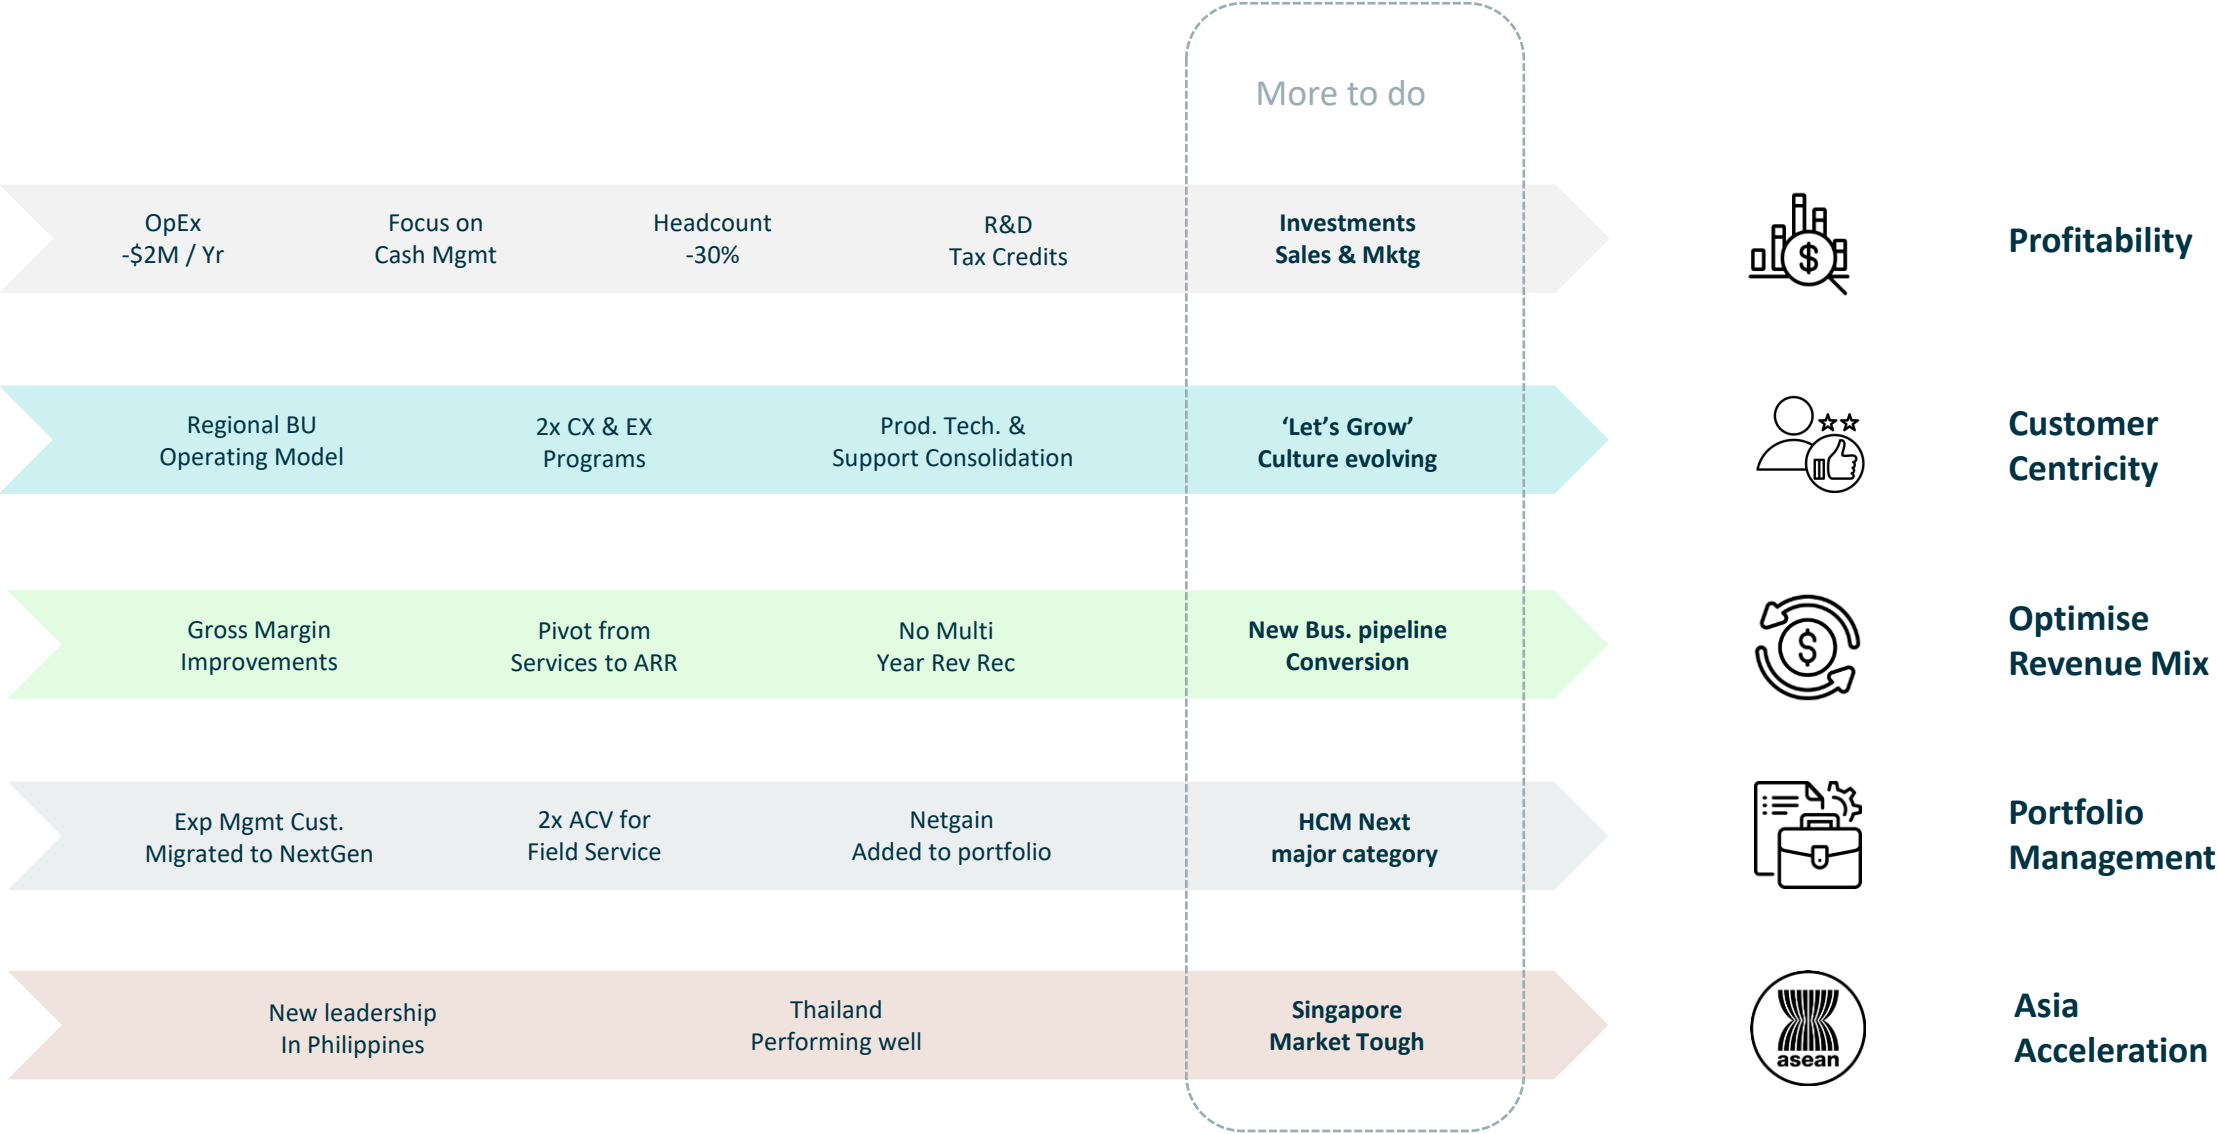 More to do
OpEx
-$2M / Yr
Focus on
Cash Mgmt
Headcount
-30%
R&D
Tax Credits
Investments
Sales & Mktg
Profitability
Regional BU
Operating Model
2x CX & EX
Programs
Prod. Tech. &
Support Consolidation
‘Let’s Grow’
Culture evolving
Customer
Centricity
Gross Margin
Improvements
Pivot from
Services to ARR
No Multi
Year Rev Rec
New Bus. pipeline
Conversion
Optimise
Revenue Mix
Exp Mgmt Cust.
Migrated to NextGen
2x ACV for
Field Service
Netgain
Added to portfolio
HCM Next
major category
Portfolio
Management
New leadership
In Philippines
Thailand
Performing well
Singapore
Market Tough
asean
Asia
Acceleration